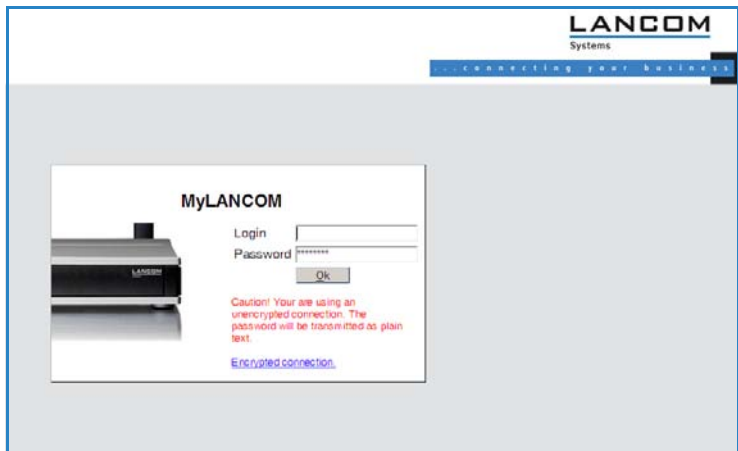 LANCOM
Systems
...connecting your business
MyLANCOM
Login
Password ********
Ok
LANCOM
Caution! Your are using an
unencrypted connection. The
password will be transmitted as plain
text.
Encrypted connection.